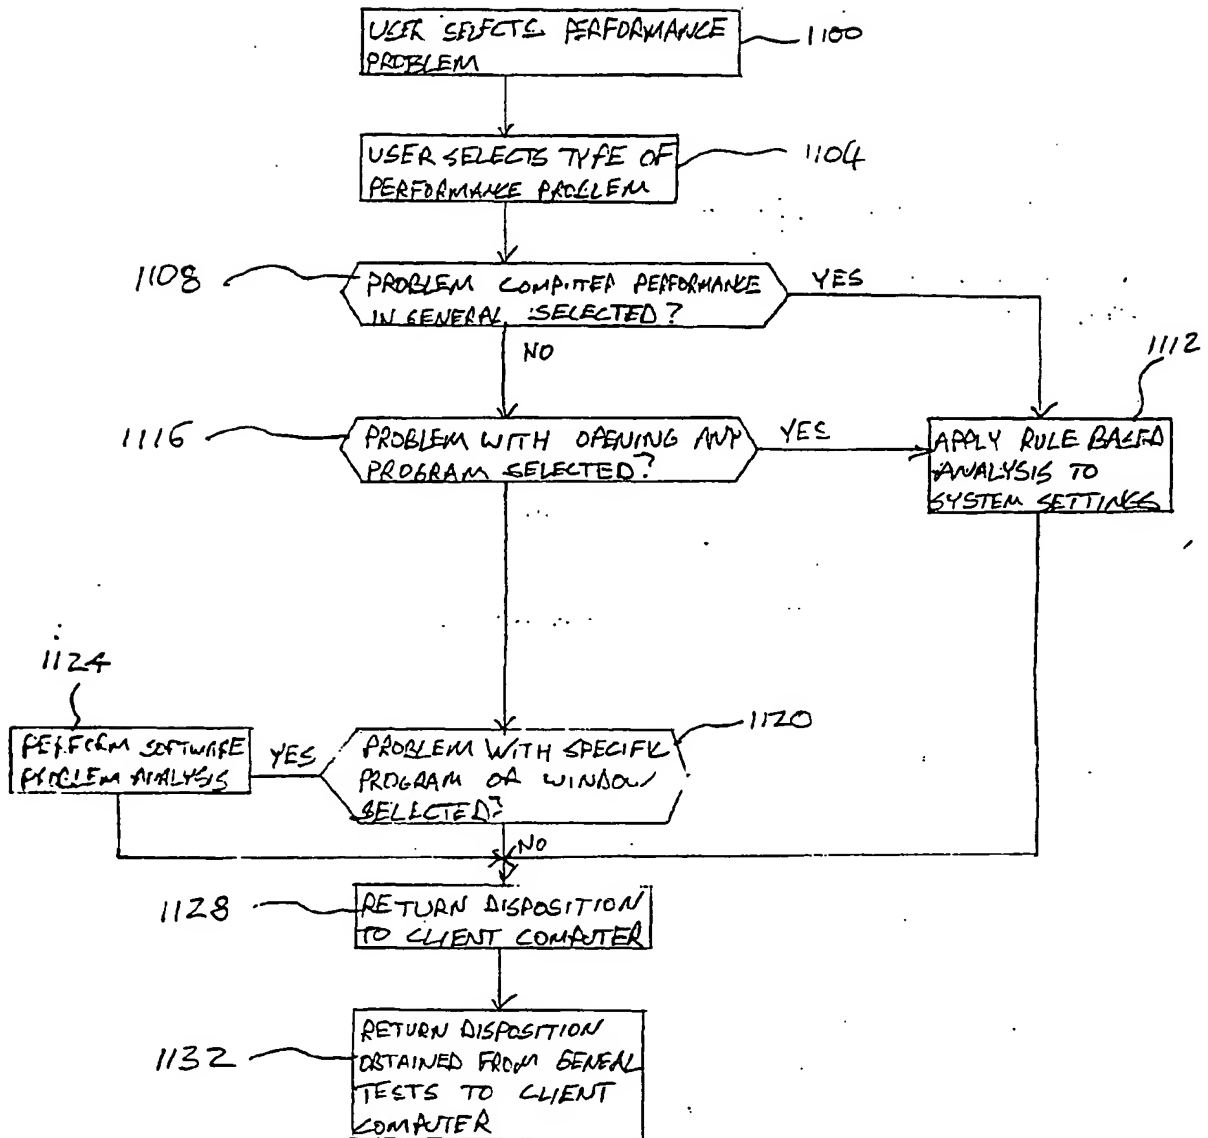 USER SELECTS PERFORMANCE
PROBLEM
1100
USER SELECTS TYPE OF
PERFORMANCE PROBLEM
1104
1108
PROBLEM COMPUTER PERFORMANCE
IN GENERAL SELECTED?
YES
NO
1112
1116
PROBLEM WITH OPENING ANY
PROGRAM SELECTED?
YES
APPLY RULE BASED
ANALYSIS TO
SYSTEM SETTINGS
1124
PERFORM SOFTWARE
PROBLEM ANALYSIS
YES
PROBLEM WITH SPECIFIC
PROGRAM OR WINDOW
SELECTED?
1120
NO
1128
RETURN DISPOSITION
TO CLIENT COMPUTER
1132
RETURN DISPOSITION
OBTAINED FROM GENEAL
TESTS TO CLIENT
COMPUTER